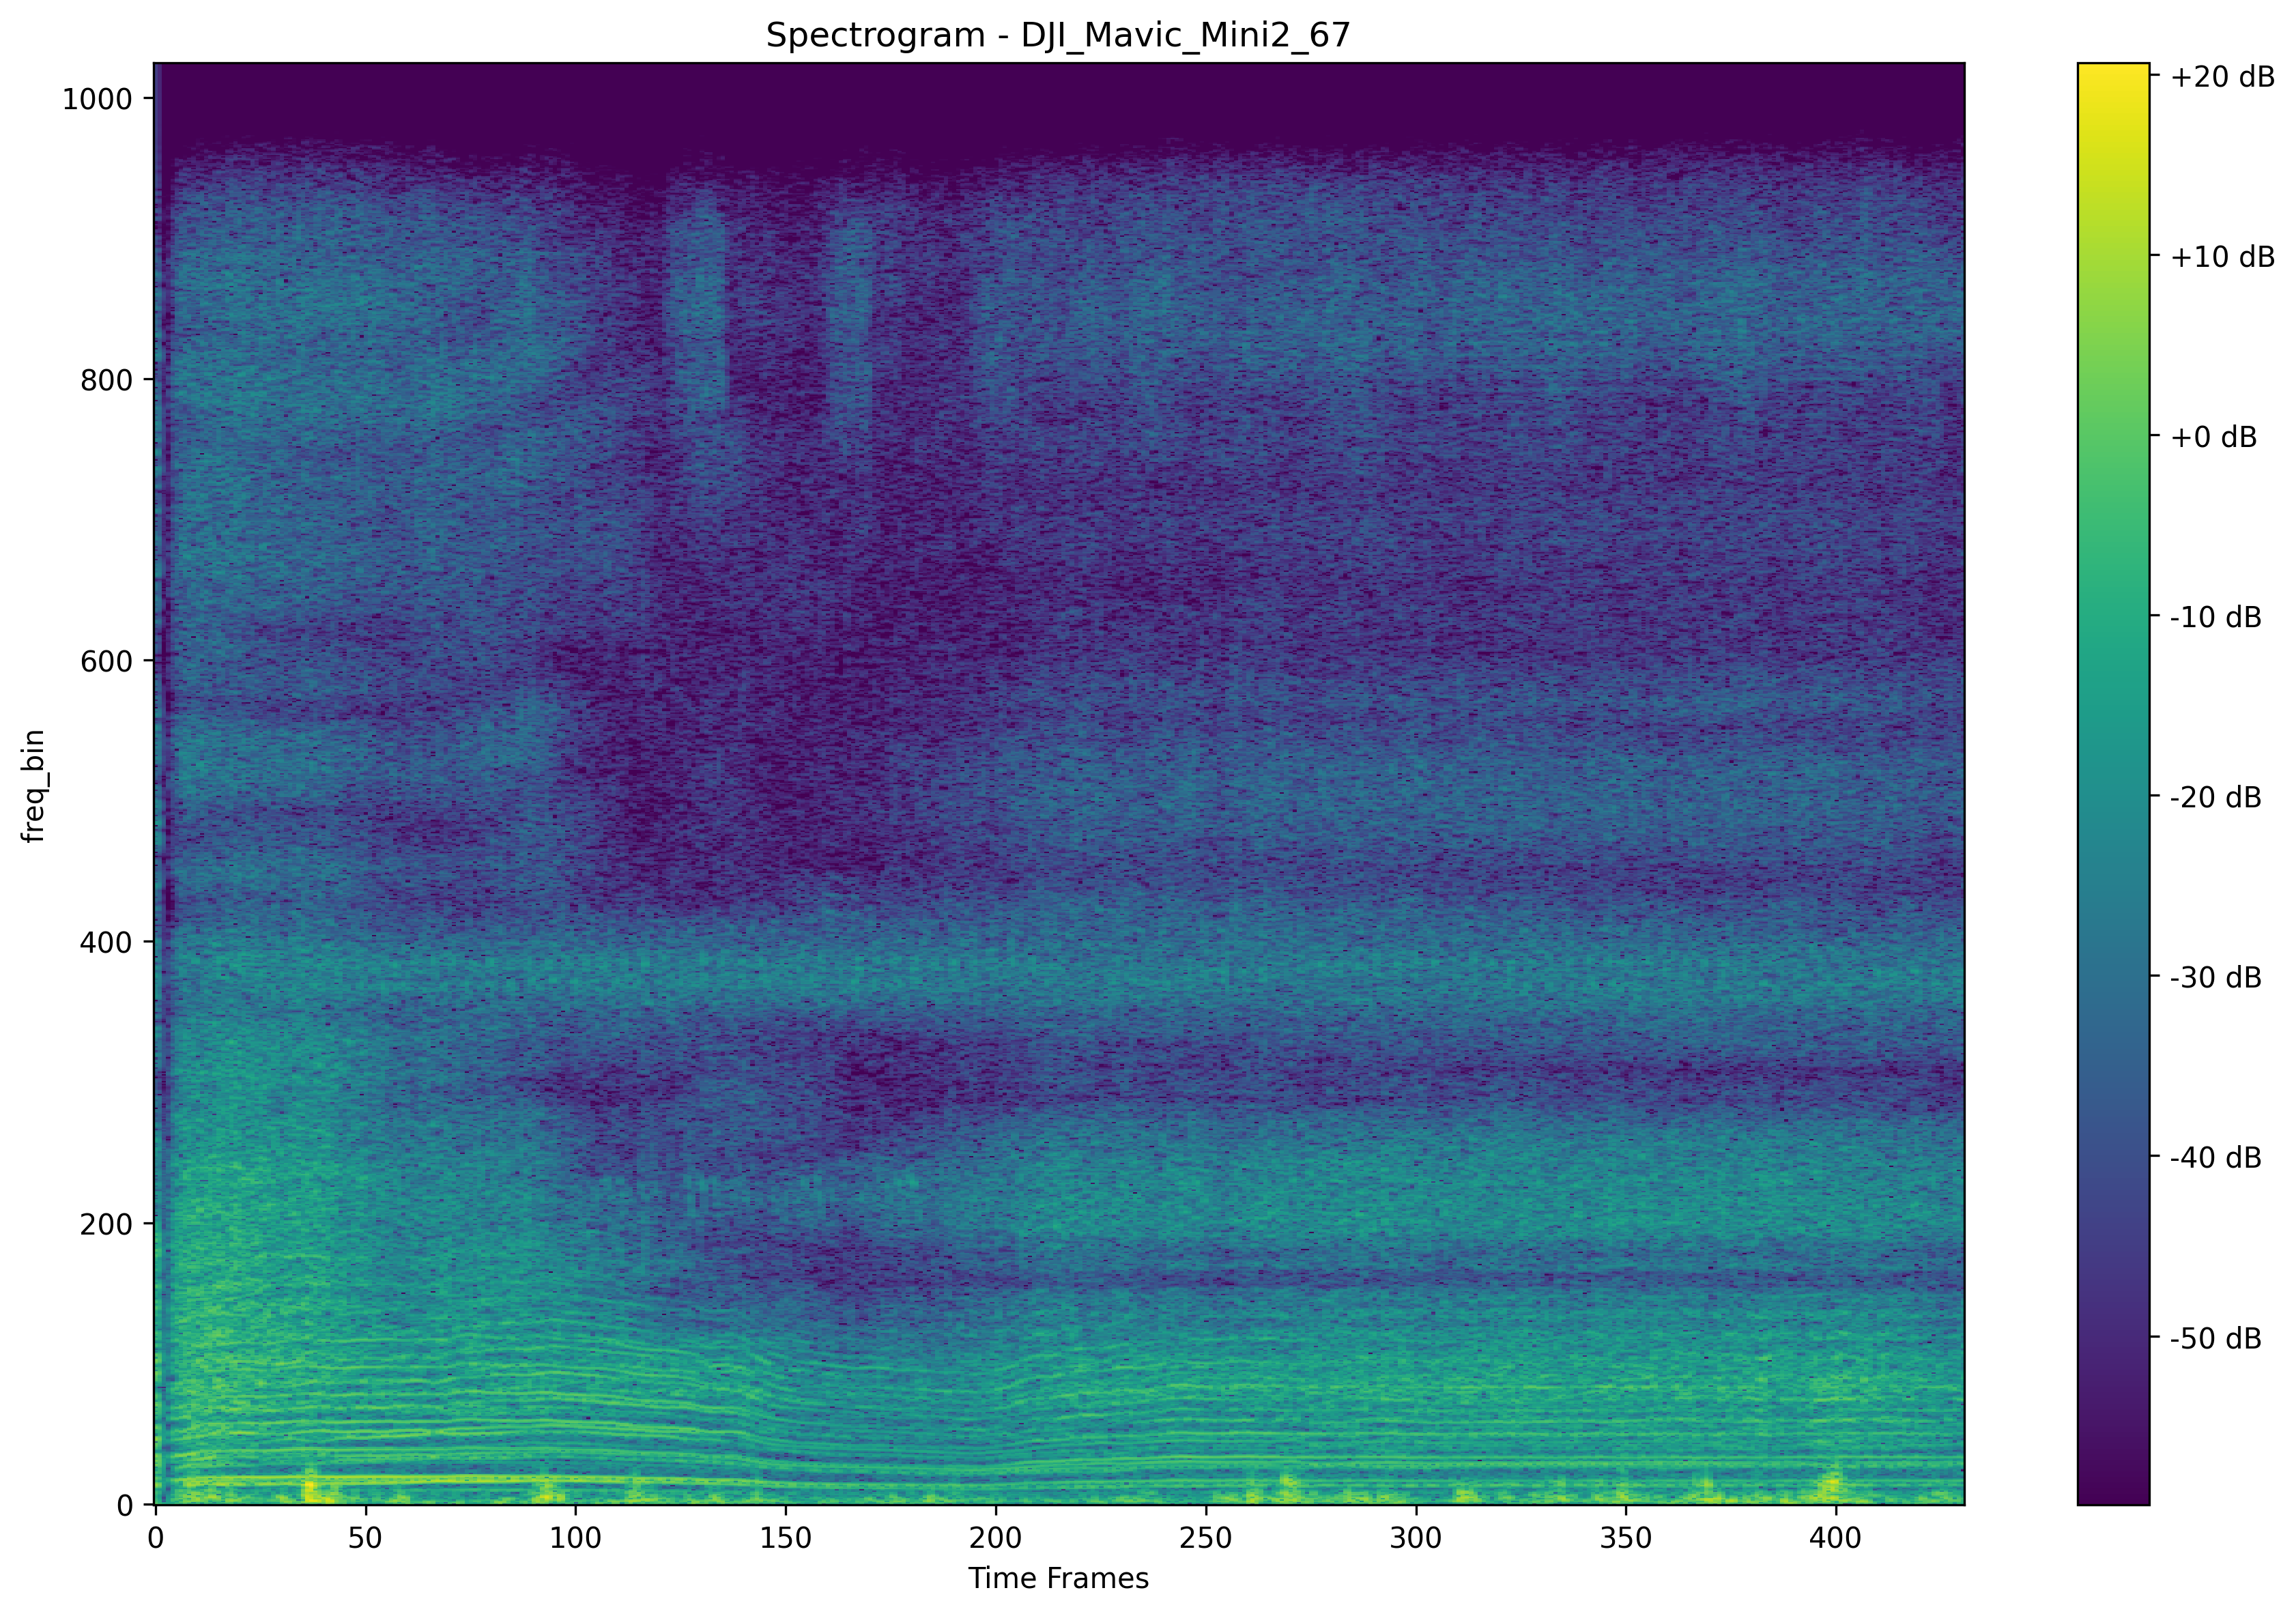 Spectrogram - DJI_Mavic_Mini2_67
1000
800
600
400
200
0
freq_bin
0 50 100 150 200 250 300 350 400
Time Frames
+20 dB
+10 dB
+0 dB
-10 dB
-20 dB
-30 dB
-40 dB
-50 dB